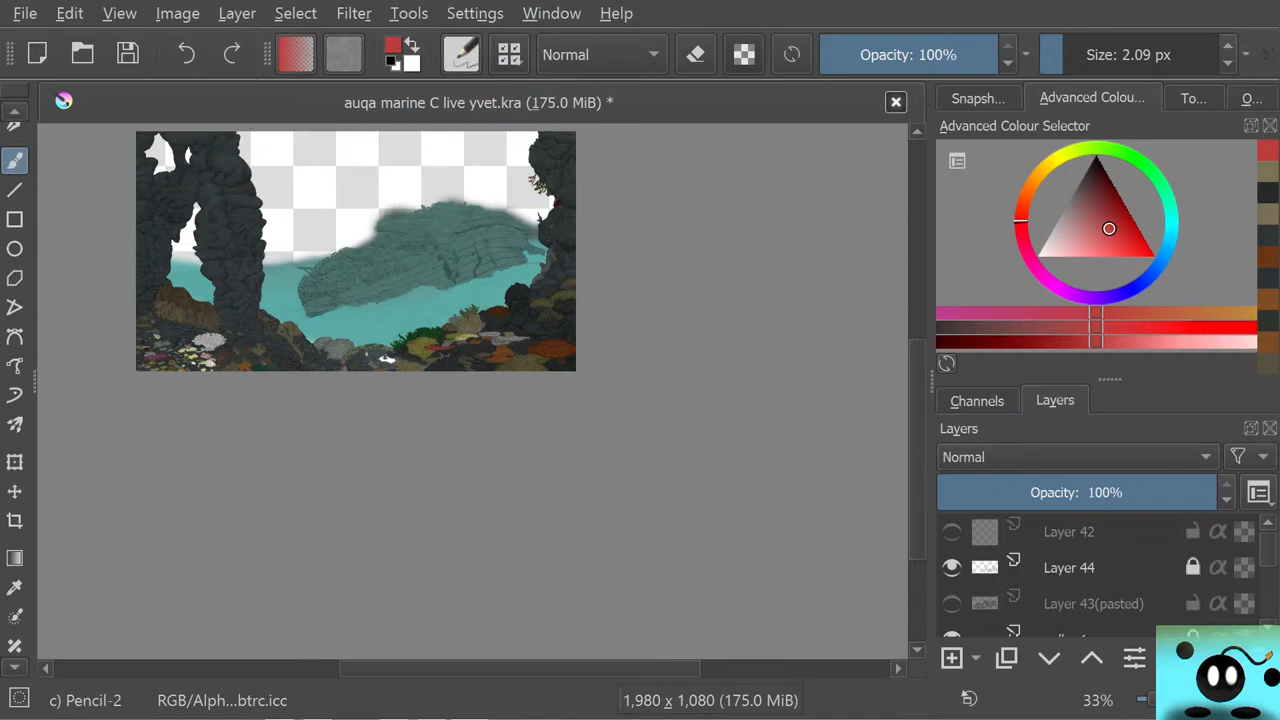 File Edit View Image Layer Select Filter Tools Settings Window Help
Normal Opacity: 100% Size: 2.09 px
auqa marine C live yvet.kra (175.0 MiB) *
Snapsh... Advanced Colou... To... O...
Advanced Colour Selector
Channels Layers
Layers
Normal
Opacity: 100%
Layer 42
Layer 44
Layer 43(pasted)
c) Pencil-2 RGB/Alph...btrc.icc 1,980 x 1,080 (175.0 MiB) 33%